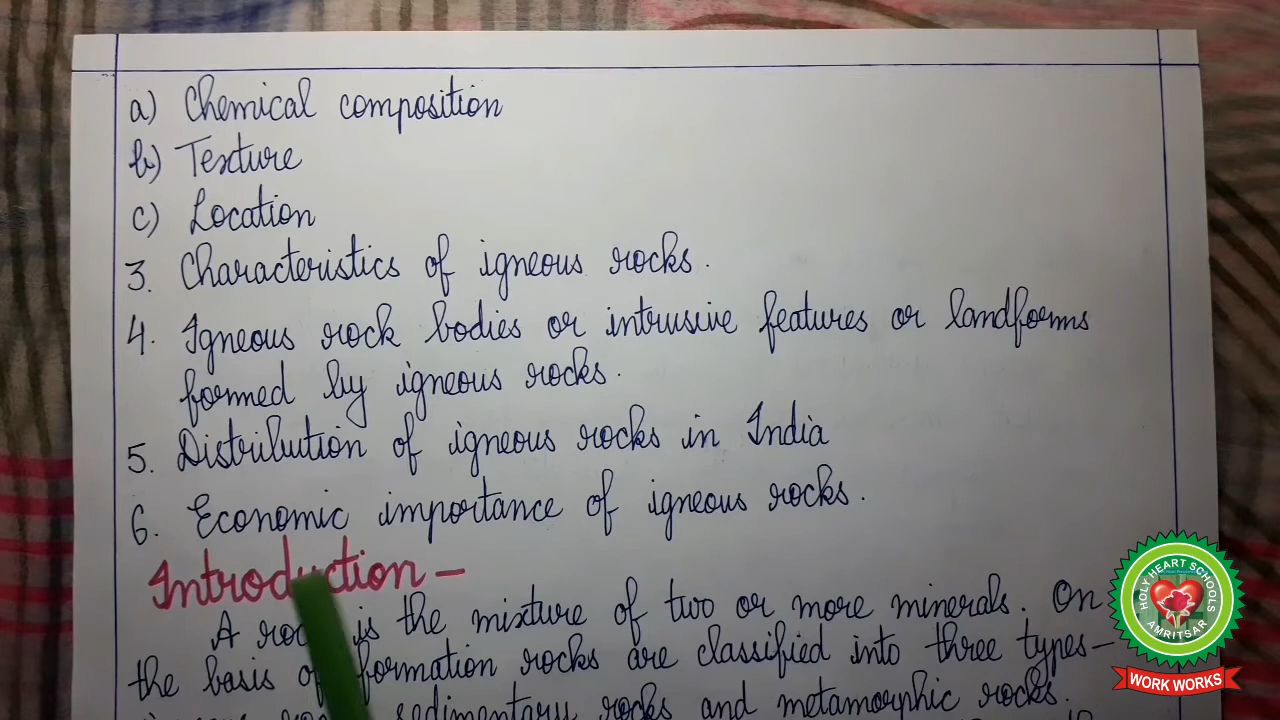 a) Chemical composition
b) Texture
c) Location
3. Characteristics of igneous rocks.
4. Igneous rock bodies or intrusive features or landforms
formed by igneous rocks.
5. Distribution of igneous rocks in India
6. Economic importance of igneous rocks.
Introduction -
A is the mixture of two or more minerals. On
the basis of formation rocks are classified into three types-
sedimentary rocks and metamorphic rocks.
HOLY HEART SCHOOLS
AMRITSAR
WORK WORKS